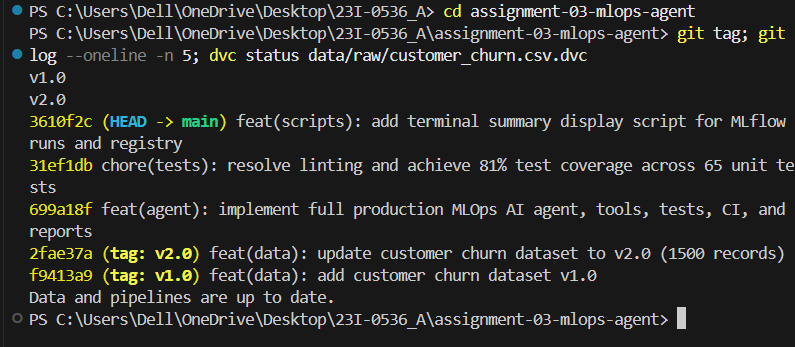 PS C:\Users\Dell\OneDrive\Desktop\23I-0536_A> cd assignment-03-mlops-agent
PS C:\Users\Dell\OneDrive\Desktop\23I-0536_A\assignment-03-mlops-agent> git tag; git
log --oneline -n 5; dvc status data/raw/customer_churn.csv.dvc
v1.0
v2.0
3610f2c (HEAD -> main) feat(scripts): add terminal summary display script for MLflow
runs and registry
31ef1db chore(tests): resolve linting and achieve 81% test coverage across 65 unit te
sts
699a18f feat(agent): implement full production MLOps AI agent, tools, tests, CI, and
reports
2fae37a (tag: v2.0) feat(data): update customer churn dataset to v2.0 (1500 records)
f9413a9 (tag: v1.0) feat(data): add customer churn dataset v1.0
Data and pipelines are up to date.
PS C:\Users\Dell\OneDrive\Desktop\23I-0536_A\assignment-03-mlops-agent>